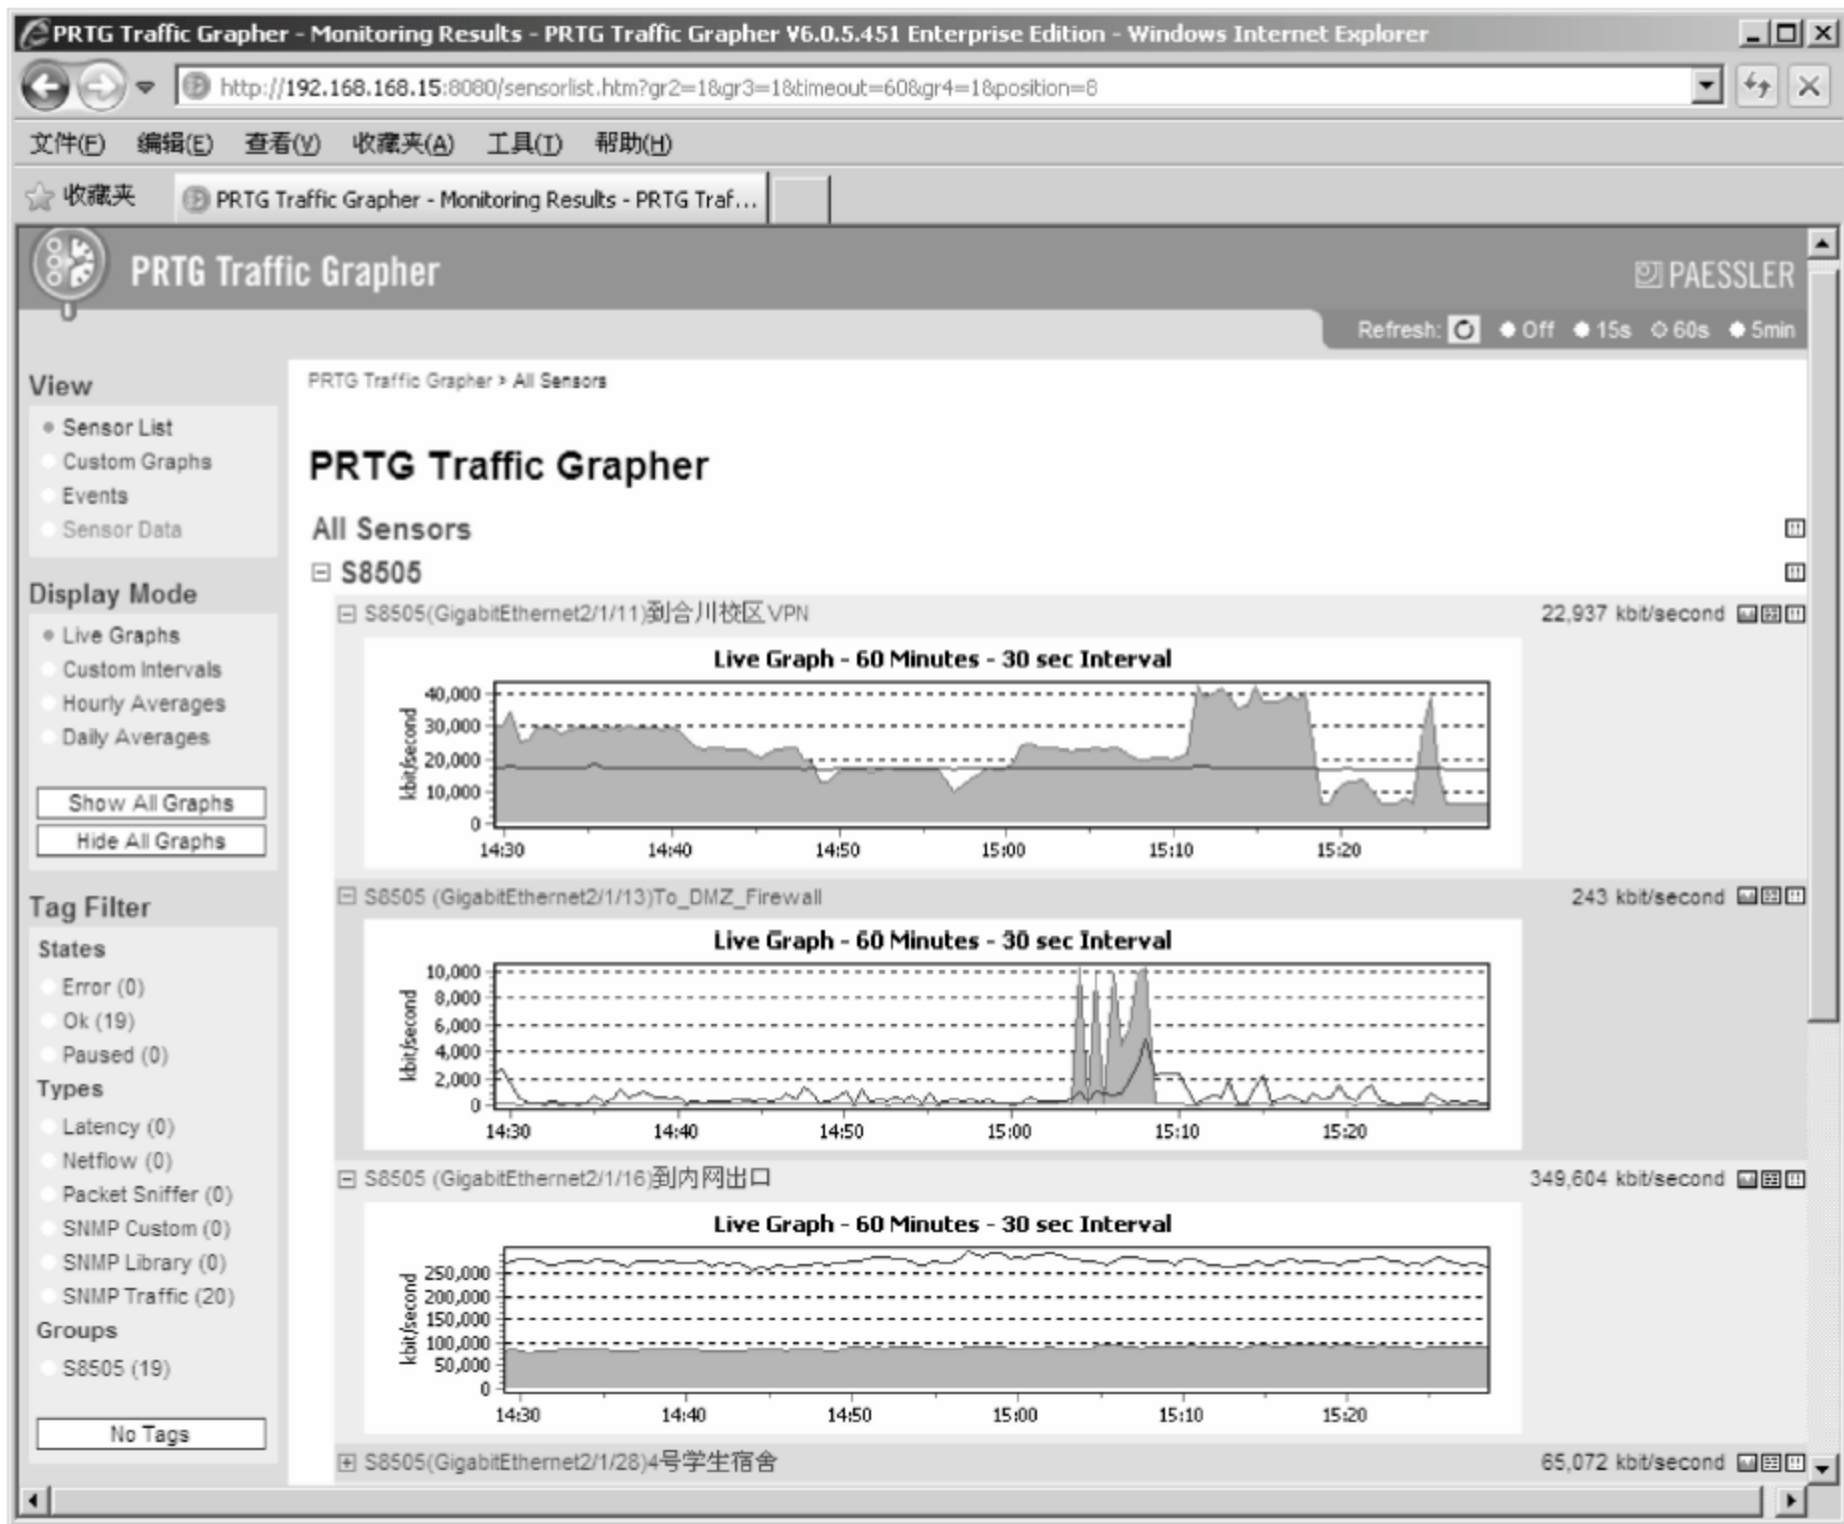 PRTG Traffic Grapher - Monitoring Results - PRTG Traffic Grapher V6.0.5.451 Enterprise Edition - Windows Internet Explorer
http://192.168.168.15:8080/sensorlist.htm?gr2=1&gr3=1&timeout=60&gr4=1&position=8
文件(F) 编辑(E) 查看(V) 收藏夹(A) 工具(T) 帮助(H)
收藏夹 PRTG Traffic Grapher - Monitoring Results - PRTG Traf...
PRTG Traffic Grapher
PAESSLER
Refresh: Off 15s 60s 5min
View
Sensor List
Custom Graphs
Events
Sensor Data
Display Mode
Live Graphs
Custom Intervals
Hourly Averages
Daily Averages
Show All Graphs
Hide All Graphs
Tag Filter
States
Error (0)
Ok (19)
Paused (0)
Types
Latency (0)
Netflow (0)
Packet Sniffer (0)
SNMP Custom (0)
SNMP Library (0)
SNMP Traffic (20)
Groups
S8505 (19)
No Tags
PRTG Traffic Grapher > All Sensors
PRTG Traffic Grapher
All Sensors
S8505
S8505(GigabitEthernet2/1/11)到合川校区VPN 22,937 kbit/second
Live Graph - 60 Minutes - 30 sec Interval
kbit/second
40,000
30,000
20,000
10,000
0
14:30 14:40 14:50 15:00 15:10 15:20
S8505 (GigabitEthernet2/1/13)To_DMZ_Firewall 243 kbit/second
Live Graph - 60 Minutes - 30 sec Interval
kbit/second
10,000
8,000
6,000
4,000
2,000
0
14:30 14:40 14:50 15:00 15:10 15:20
S8505 (GigabitEthernet2/1/16)到内网出口 349,604 kbit/second
Live Graph - 60 Minutes - 30 sec Interval
kbit/second
250,000
200,000
150,000
100,000
50,000
0
14:30 14:40 14:50 15:00 15:10 15:20
S8505(GigabitEthernet2/1/28)4号学生宿舍 65,072 kbit/second